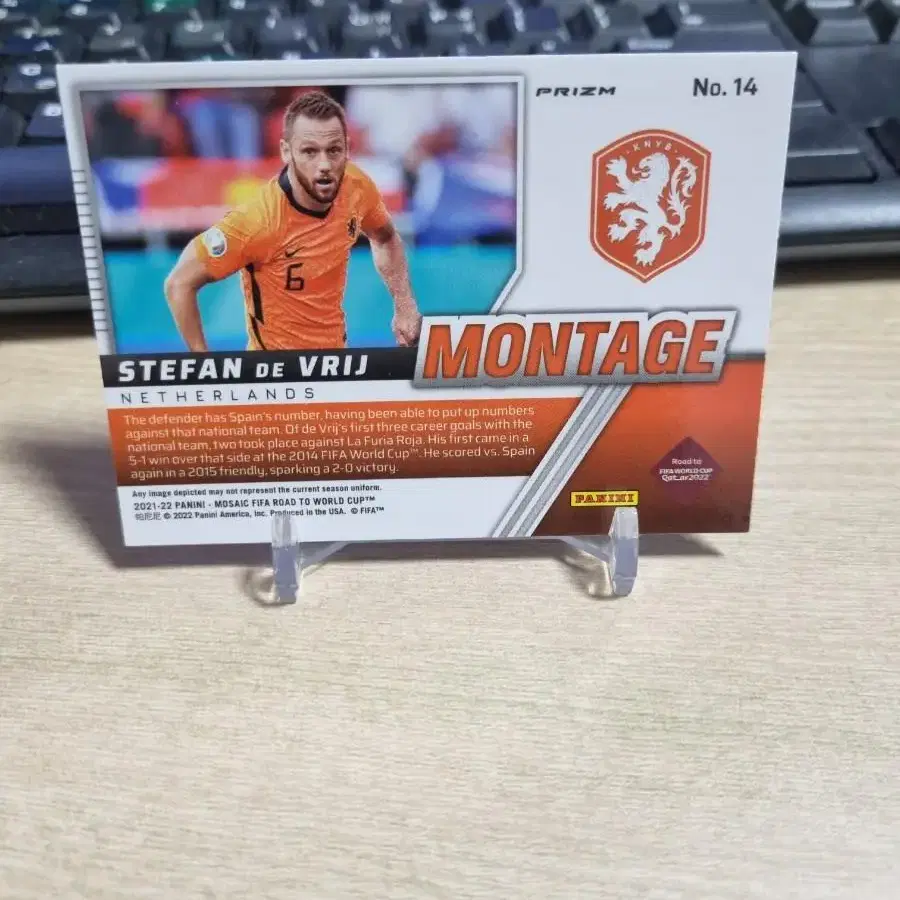 PRIZM
No. 14
KNVB
6
STEFAN DE VRIJ
MONTAGE
NETHERLANDS
The defender has Spain's number, having been able to put up numbers
against that national team. Of de Vrij's first three career goals with the
national team, two took place against La Furia Roja. His first came in a
5-1 win over that side at the 2014 FIFA World Cup™. He scored vs. Spain
again in a 2015 friendly, sparking a 2-0 victory.
Road to
FIFA WORLD CUP
Qatar2022
Any image depicted may not represent the current season uniform.
2021-22 PANINI - MOSAIC FIFA ROAD TO WORLD CUP™
帕尼尼 © 2022 Panini America, Inc. Produced in the USA. © FIFA™
PANINI